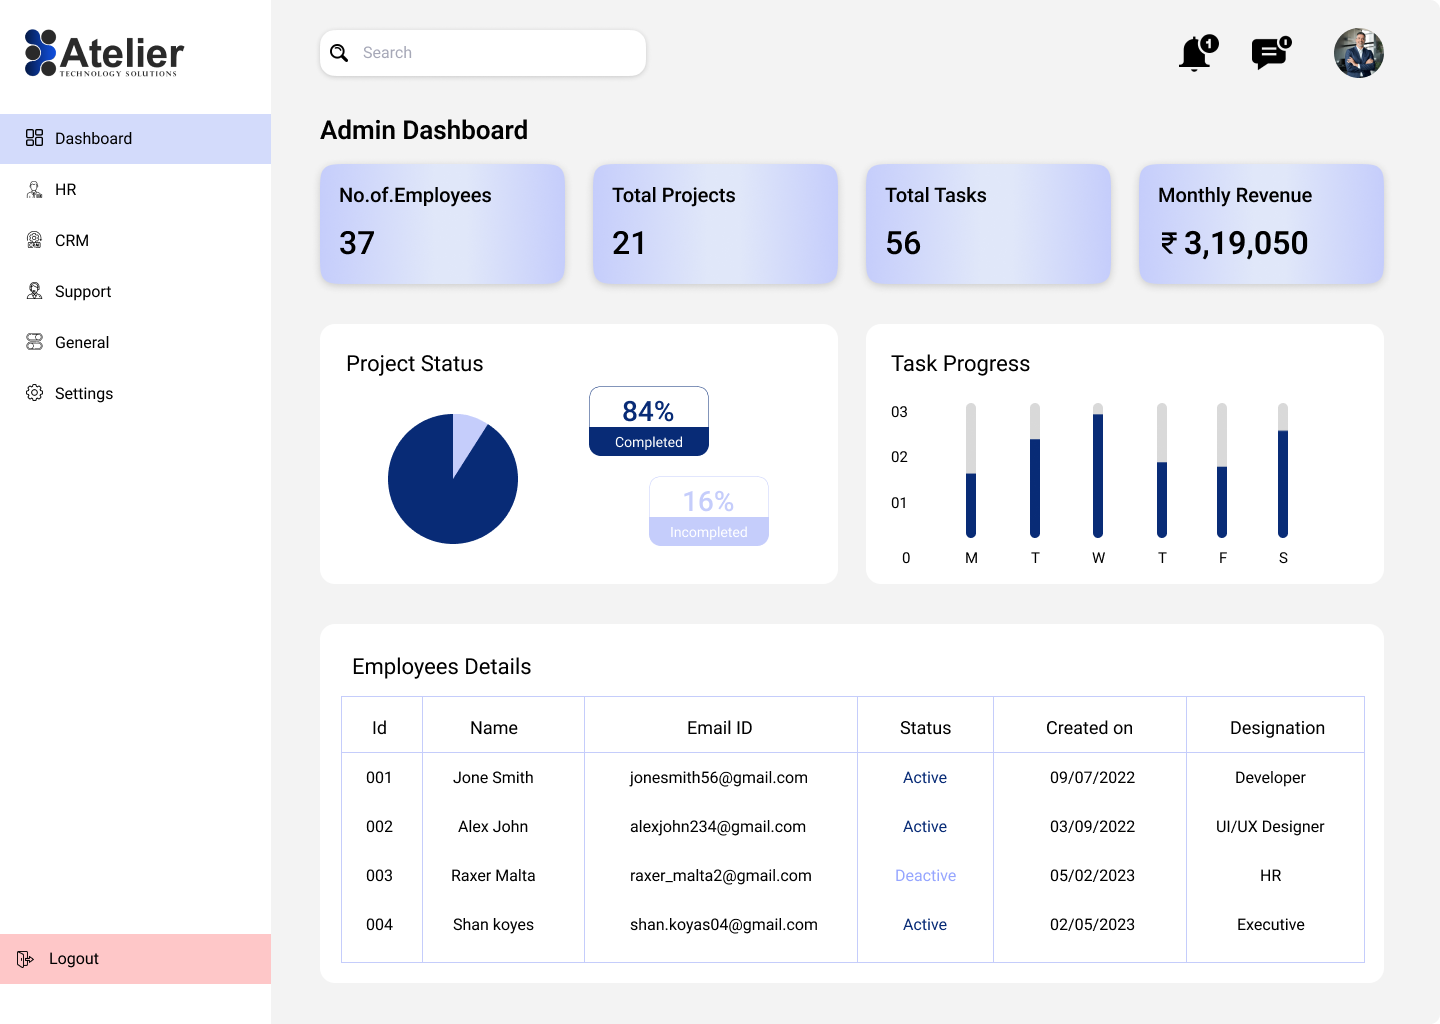 Atelier
TECHNOLOGY SOLUTIONS
Search
1
Dashboard
HR
CRM
Support
General
Settings
Logout
Admin Dashboard
No.of.Employees
37
Total Projects
21
Total Tasks
56
Monthly Revenue
₹ 3,19,050
Project Status
84%
Completed
16%
Incompleted
Task Progress
03
02
01
0 M T W T F S
Employees Details
Id Name Email ID Status Created on Designation
001 Jone Smith jonesmith56@gmail.com Active 09/07/2022 Developer
002 Alex John alexjohn234@gmail.com Active 03/09/2022 UI/UX Designer
003 Raxer Malta raxer_malta2@gmail.com Deactive 05/02/2023 HR
004 Shan koyes shan.koyas04@gmail.com Active 02/05/2023 Executive